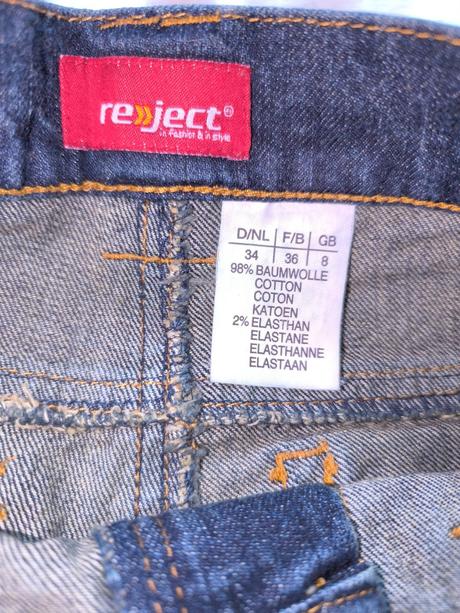 re»ject®
in Fashion & in style
D/NL F/B GB
34 36 8
98% BAUMWOLLE
COTTON
COTON
KATOEN
2% ELASTHAN
ELASTANE
ELASTHANNE
ELASTAAN